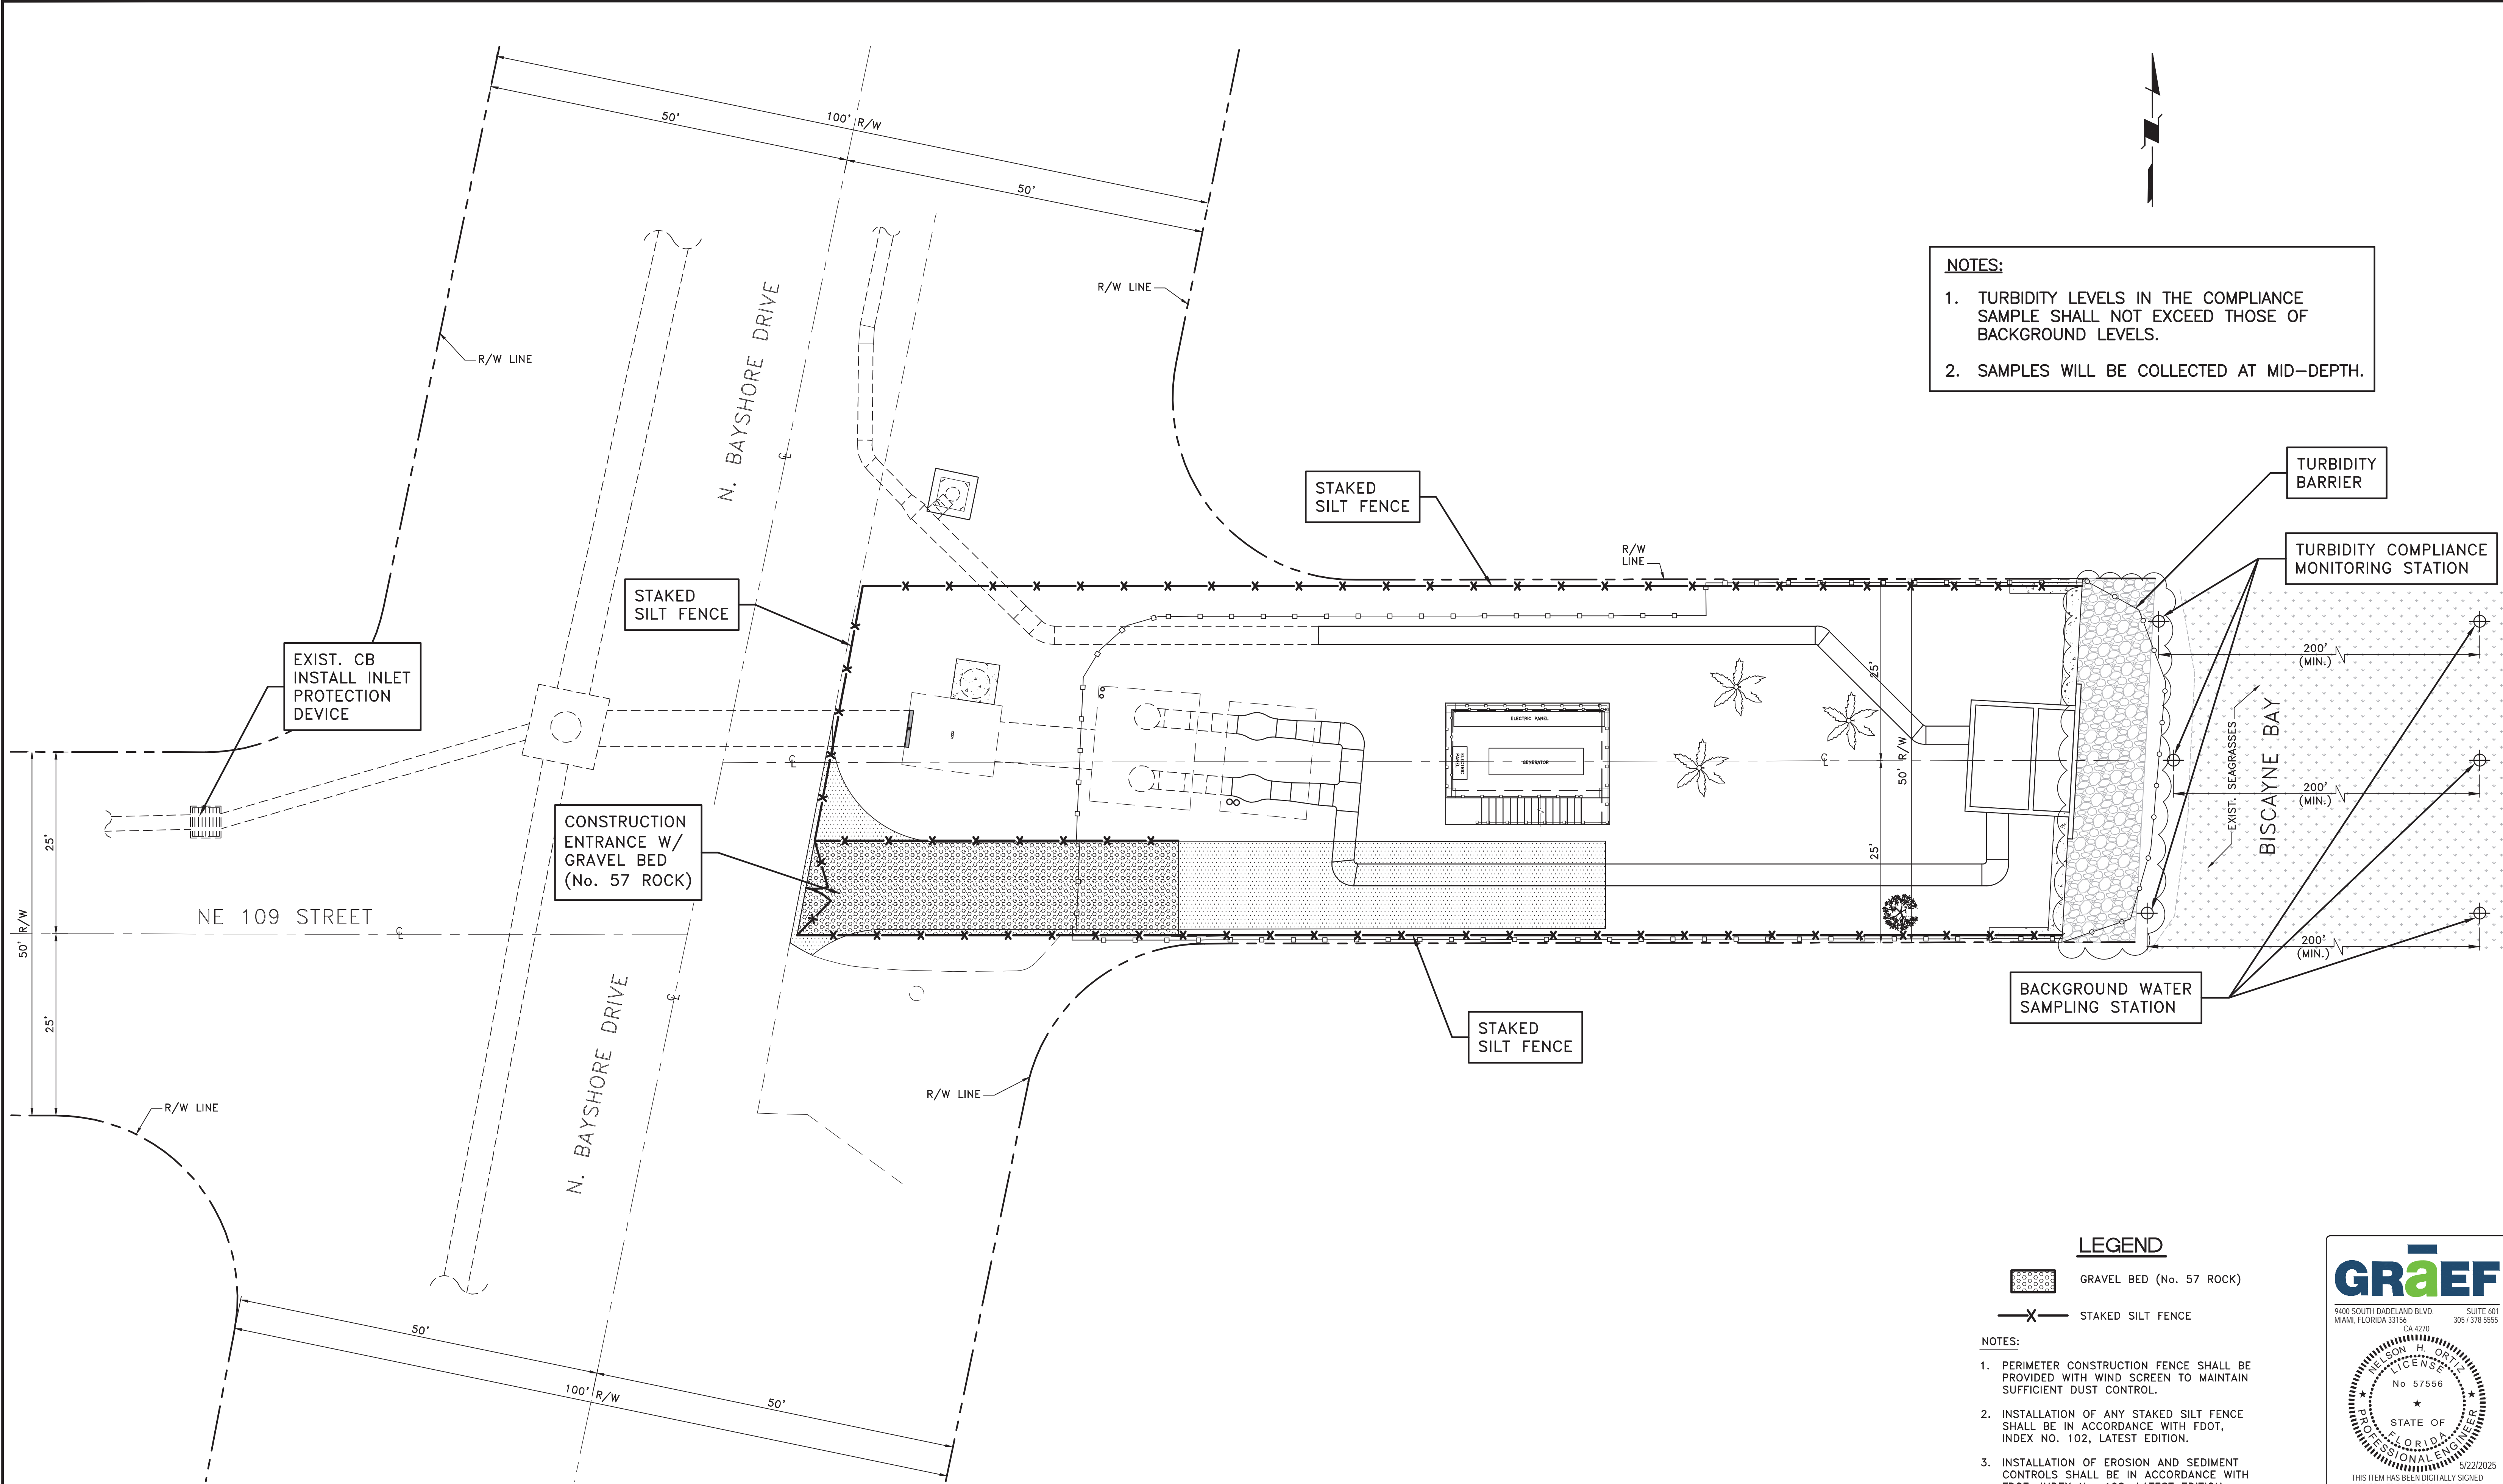 50'
100' R/W
50'
R/W LINE
R/W LINE
N. BAYSHORE DRIVE
NOTES:
1. TURBIDITY LEVELS IN THE COMPLIANCE
SAMPLE SHALL NOT EXCEED THOSE OF
BACKGROUND LEVELS.
2. SAMPLES WILL BE COLLECTED AT MID-DEPTH.
TURBIDITY
BARRIER
STAKED
SILT FENCE
R/W
LINE
TURBIDITY COMPLIANCE
MONITORING STATION
STAKED
SILT FENCE
EXIST. CB
INSTALL INLET
PROTECTION
DEVICE
25'
50' R/W
25'
200'
(MIN.)
200'
(MIN.)
200'
(MIN.)
EXIST. SEAGRASSES
BISCAYNE BAY
ELECTRIC PANEL
ELECTRIC
PANEL
GENERATOR
CONSTRUCTION
ENTRANCE W/
GRAVEL BED
(No. 57 ROCK)
NE 109 STREET
50' R/W
25'
25'
BACKGROUND WATER
SAMPLING STATION
STAKED
SILT FENCE
R/W LINE
R/W LINE
N. BAYSHORE DRIVE
50'
100' R/W
50'
LEGEND
GRAVEL BED (No. 57 ROCK)
STAKED SILT FENCE
NOTES:
1. PERIMETER CONSTRUCTION FENCE SHALL BE
PROVIDED WITH WIND SCREEN TO MAINTAIN
SUFFICIENT DUST CONTROL.
2. INSTALLATION OF ANY STAKED SILT FENCE
SHALL BE IN ACCORDANCE WITH FDOT,
INDEX NO. 102, LATEST EDITION.
3. INSTALLATION OF EROSION AND SEDIMENT
CONTROLS SHALL BE IN ACCORDANCE WITH
GRAEF
9400 SOUTH DADELAND BLVD. SUITE 601
MIAMI, FLORIDA 33156 305 / 378 5555
CA 4270
NELSON H. ORTIZ
LICENSE
No 57556
STATE OF
FLORIDA
PROFESSIONAL ENGINEER
5/22/2025
THIS ITEM HAS BEEN DIGITALLY SIGNED